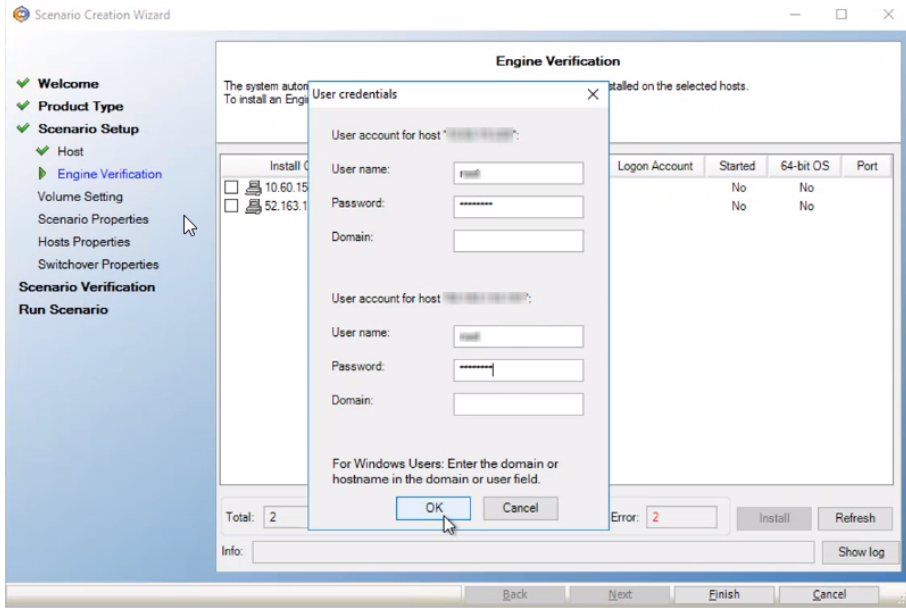 Scenario Creation Wizard
Welcome
Product Type
Scenario Setup
Host
Engine Verification
Volume Setting
Scenario Properties
Hosts Properties
Switchover Properties
Scenario Verification
Run Scenario
Engine Verification
The system autom
stalled on the selected hosts.
To install an Engi
Install C
Logon Account Started 64-bit OS Port
10.60.15 No No
52.163.1 No No
User credentials
User account for host "
":
User name:
Password: ********
Domain:
User account for host
":
User name:
Password: ********
Domain:
For Windows Users: Enter the domain or
hostname in the domain or user field.
OK Cancel
Total: 2
Error: 2
Install Refresh
Info:
Show log
Back Next Finish Cancel